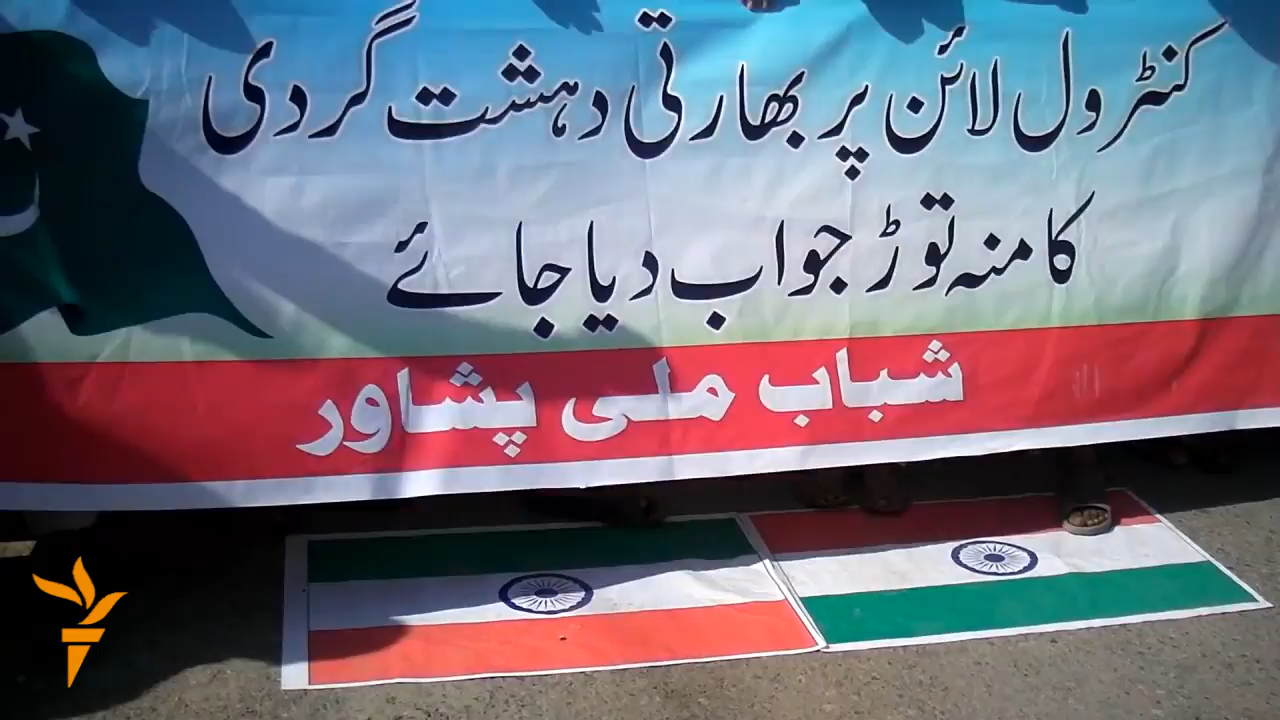 کنٹرول لائن پر بھارتی دہشت گردی
کا منہ توڑ جواب دیا جائے
شباب ملی پشاور